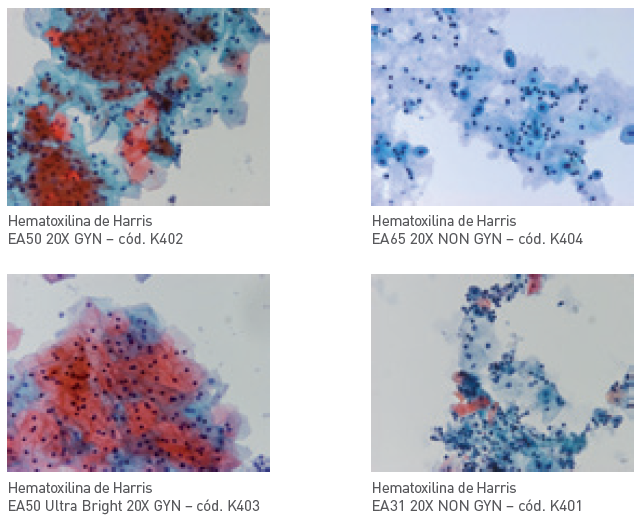 Hematoxilina de Harris
EA50 20X GYN – cód. K402
Hematoxilina de Harris
EA65 20X NON GYN – cód. K404
Hematoxilina de Harris
EA50 Ultra Bright 20X GYN – cód. K403
Hematoxilina de Harris
EA31 20X NON GYN – cód. K401